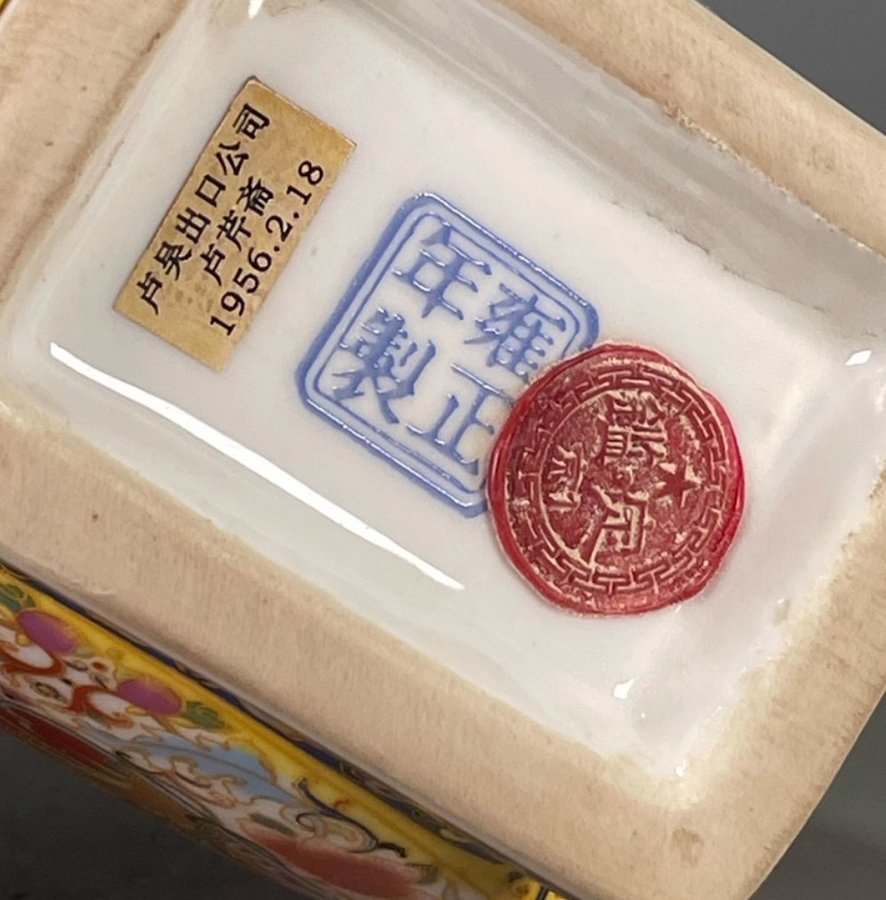 卢吴出口公司
卢芹斋
1956.2.18
雍正
年製